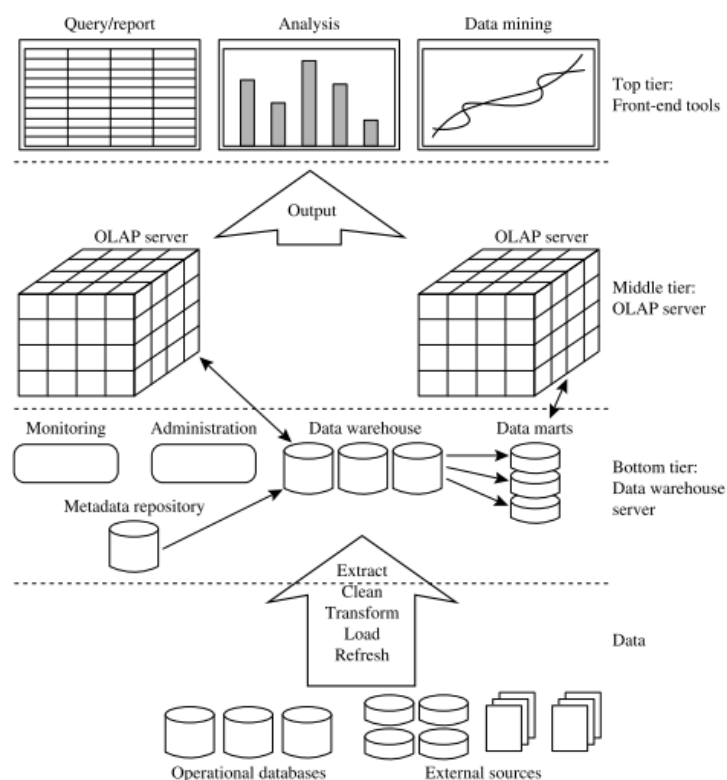 Query/report
Analysis
Data mining
Top tier:
Front-end tools
Output
OLAP server
OLAP server
Middle tier:
OLAP server
Monitoring
Administration
Data warehouse
Data marts
Metadata repository
Bottom tier:
Data warehouse
server
Extract
Clean
Transform
Load
Refresh
Data
Operational databases
External sources